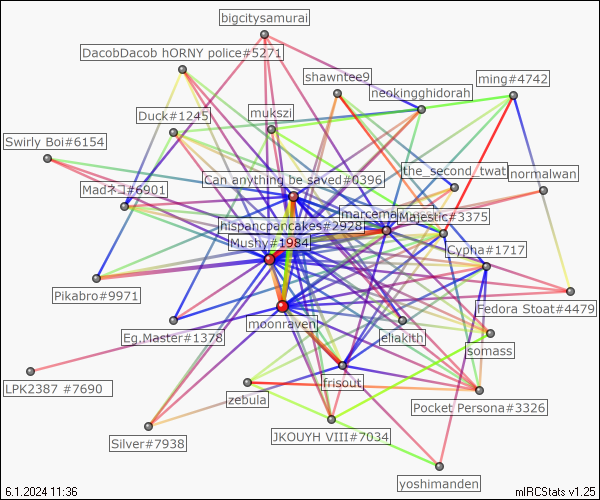 bigcitysamurai
DacobDacob hORNY police#5271
shawntee9
ming#4742
neokingghidorah
Duck#1245
mukszi
Swirly Boi#6154
the_second_twat
normalwan
Can anything be saved#0396
Madネコ#6901
marcema
Majestic#3375
hispancpancakes#2928
Mushy#1984
Cypha#1717
Pikabro#9971
Fedora Stoat#4479
moonraven
Eg.Master#1378
eliakith
somass
frisout
LPK2387 #7690
zebula
Pocket Persona#3326
Silver#7938
JKOUYH VIII#7034
yoshimanden
6.1.2024 11:36
mIRCStats v1.25